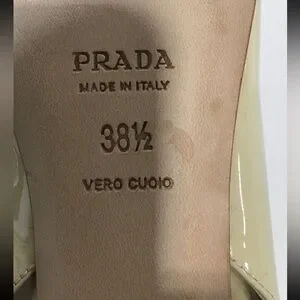 PRADA
MADE IN ITALY
38½
VERO CUOIO